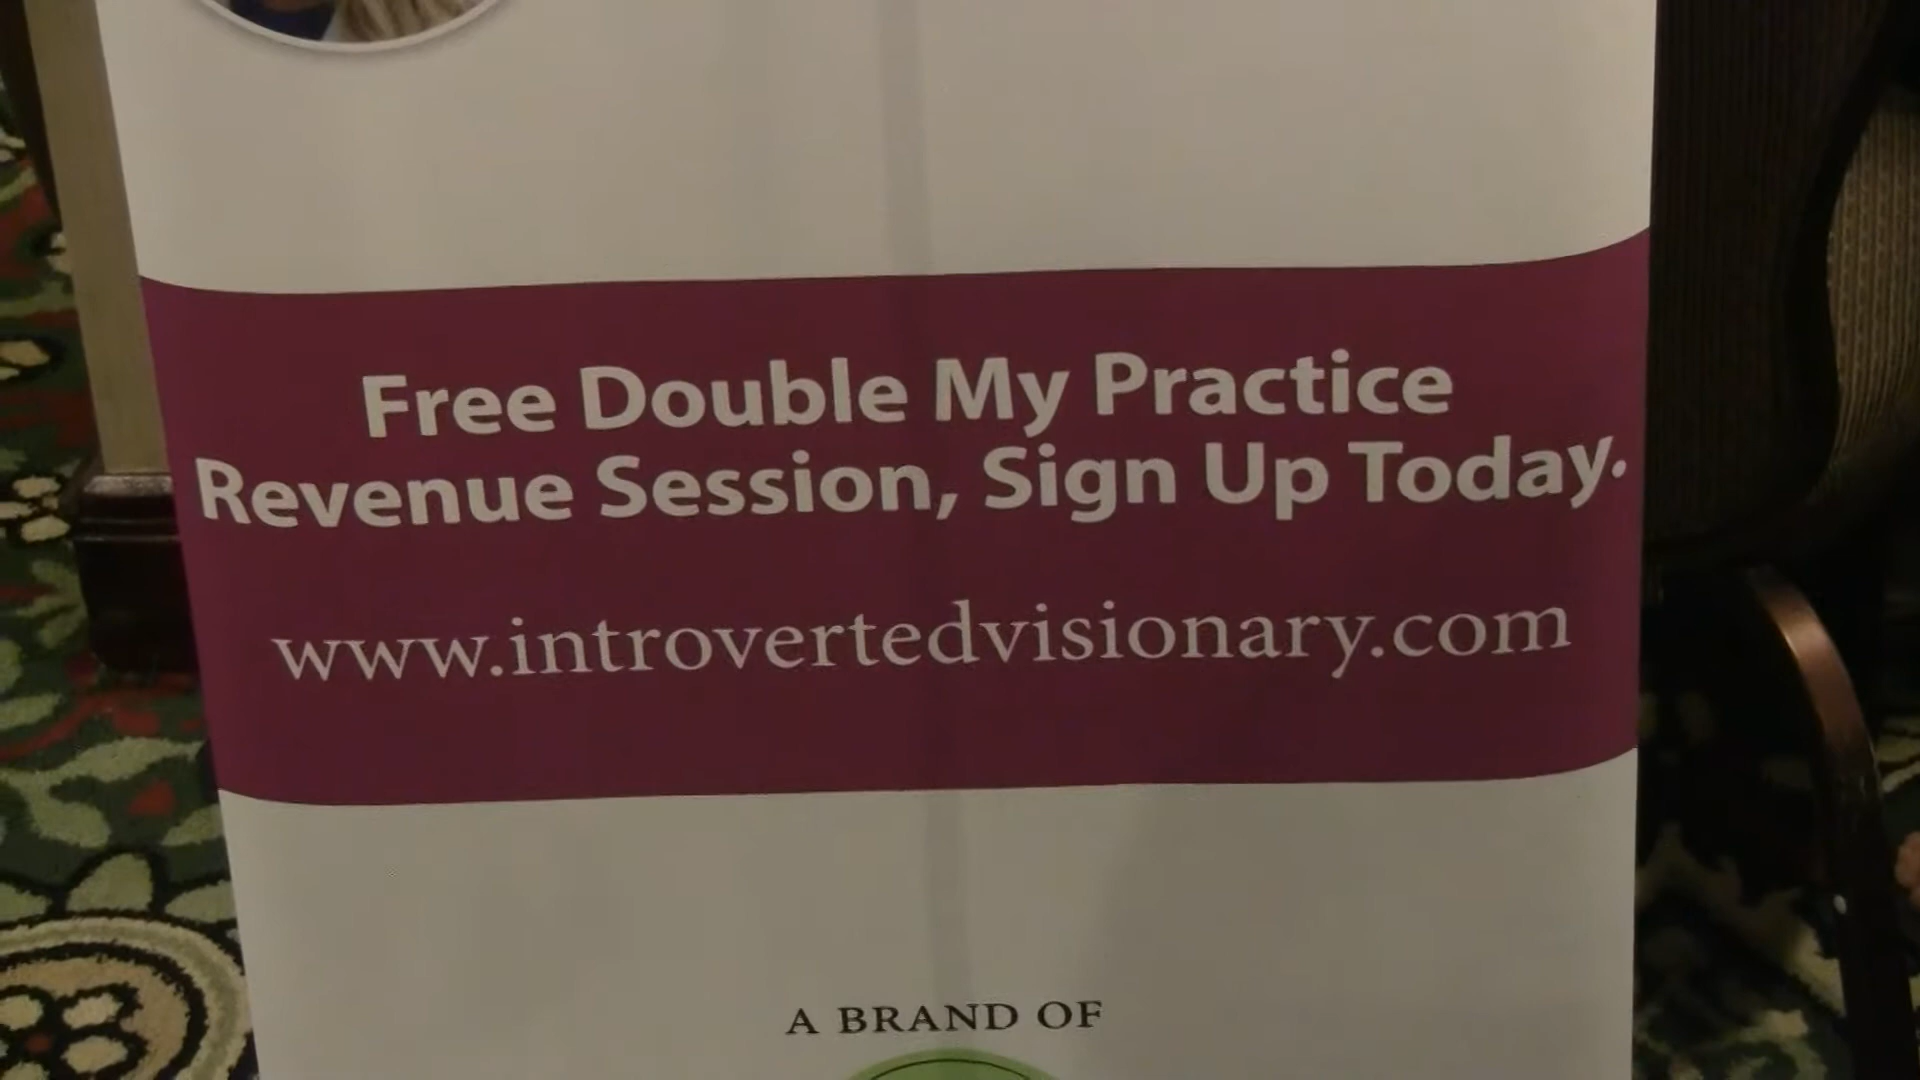 Free Double My Practice
Revenue Session, Sign Up Today.
www.introvertedvisionary.com
A BRAND OF